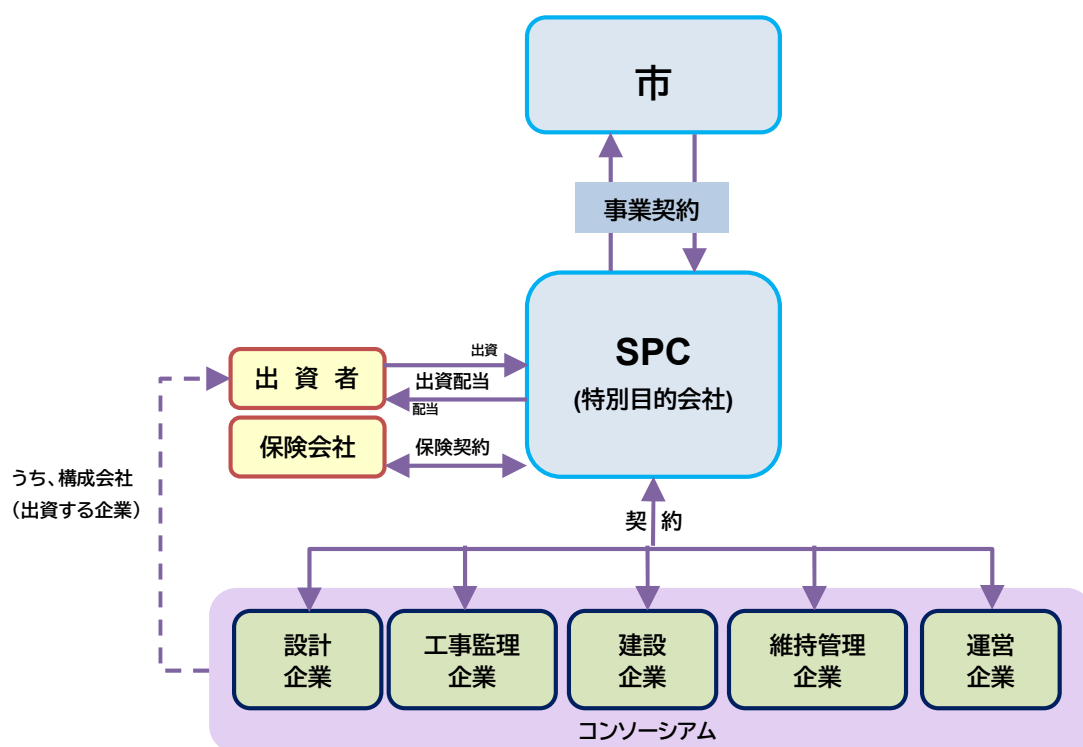 市
事業契約
SPC
(特別目的会社)
出資
出 資 者
出資配当
配当
保険会社
保険契約
うち、構成会社
（出資する企業）
契 約
設計
企業
工事監理
企業
建設
企業
維持管理
企業
運営
企業
コンソーシアム